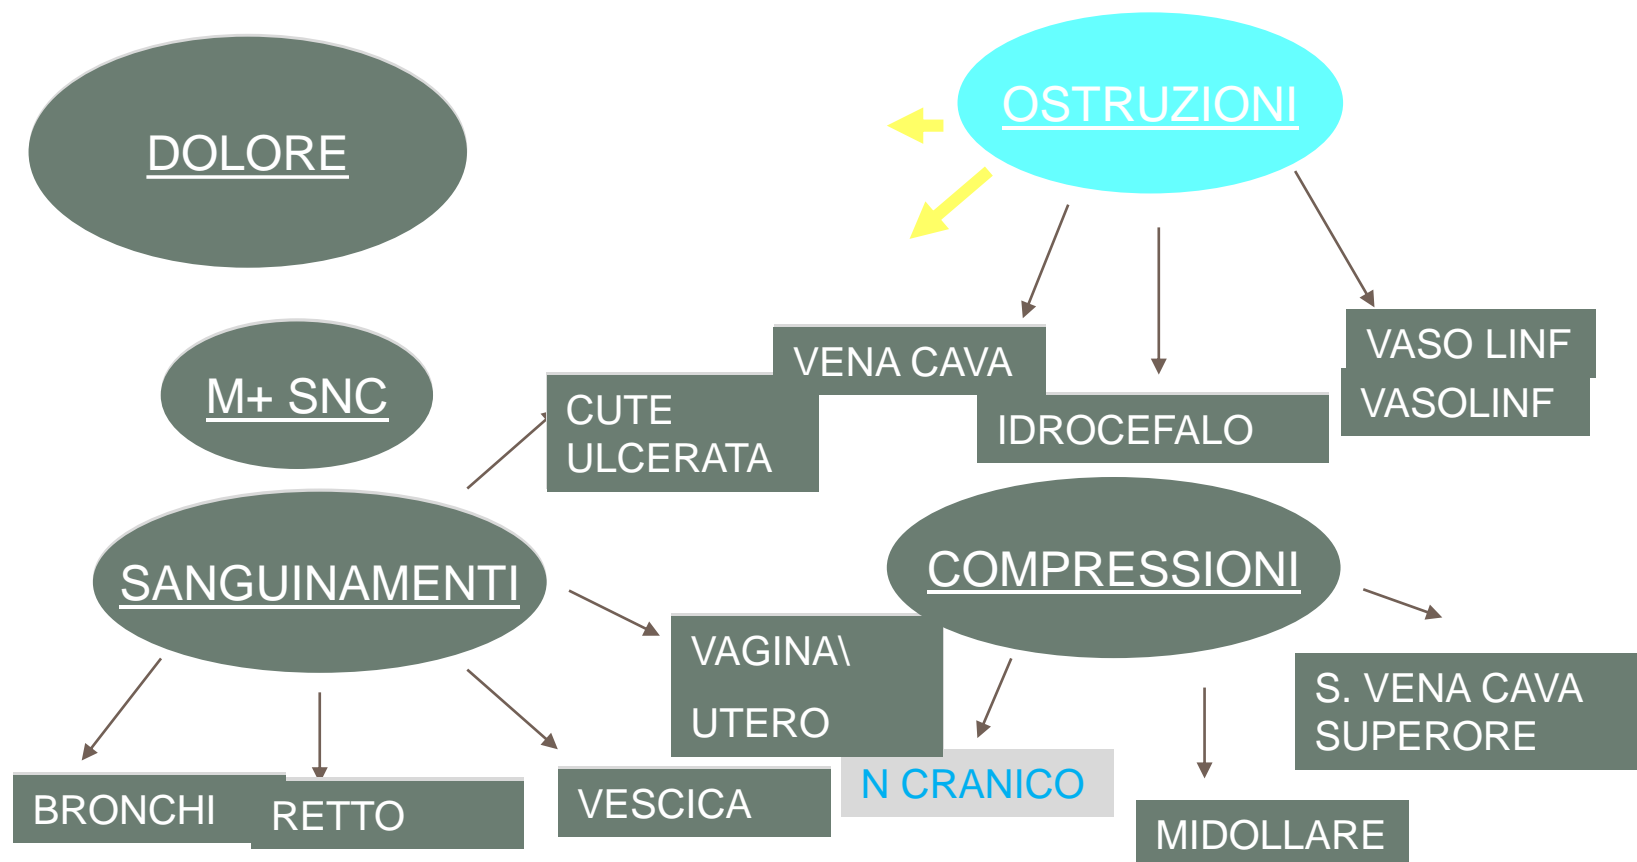 OSTRUZIONI
DOLORE
VENA CAVA
VASO LINF
VASOLINF
M+ SNC
CUTE
ULCERATA
IDROCEFALO
SANGUINAMENTI
COMPRESSIONI
VAGINA\
UTERO
S. VENA CAVA
SUPERORE
N CRANICO
BRONCHI
RETTO
VESCICA
MIDOLLARE